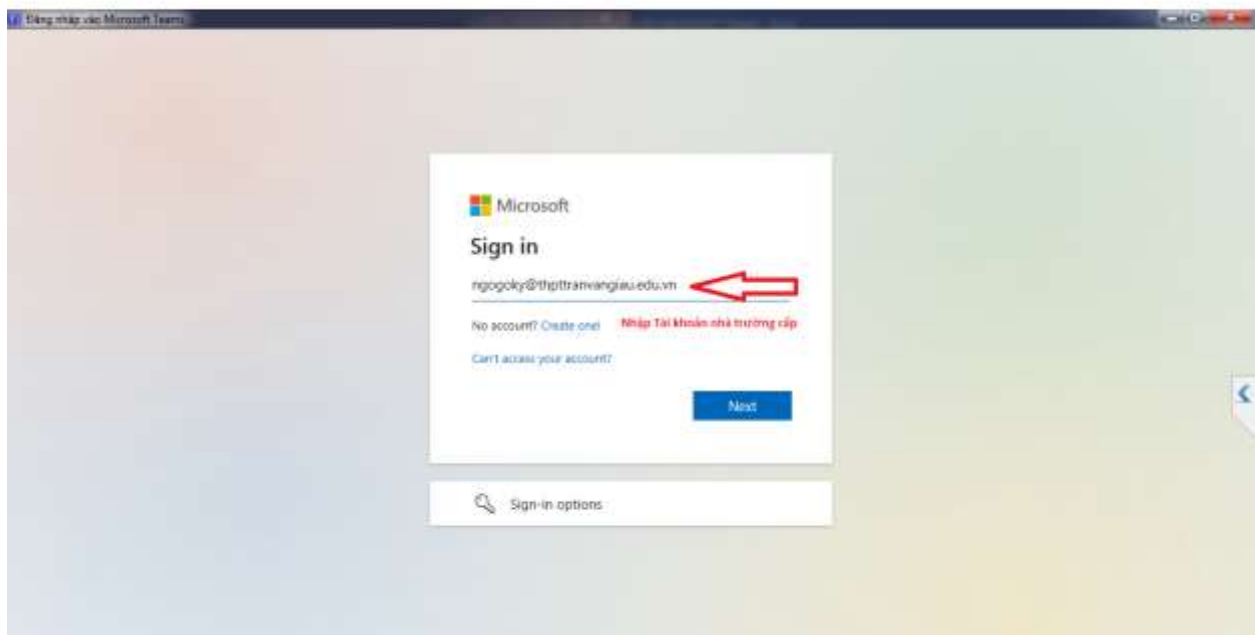 Đăng nhập vào Microsoft Teams
Microsoft
Sign in
ngogoky@thpttranvangiau.edu.vn
No account? Create one!
Nhập Tài khoản nhà trường cấp
Can't access your account?
Next
Sign-in options